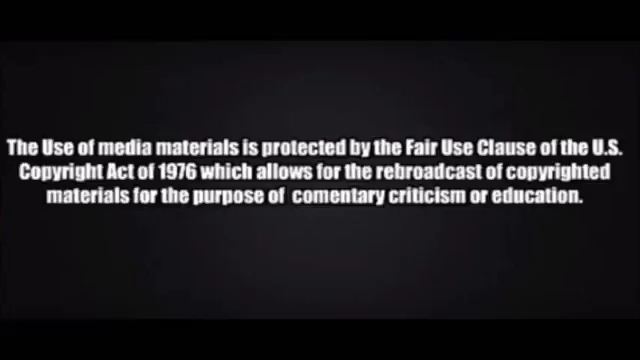 The Use of media materials is protected by the Fair Use Clause of the U.S.
Copyright Act of 1976 which allows for the rebroadcast of copyrighted
materials for the purpose of comentary criticism or education.